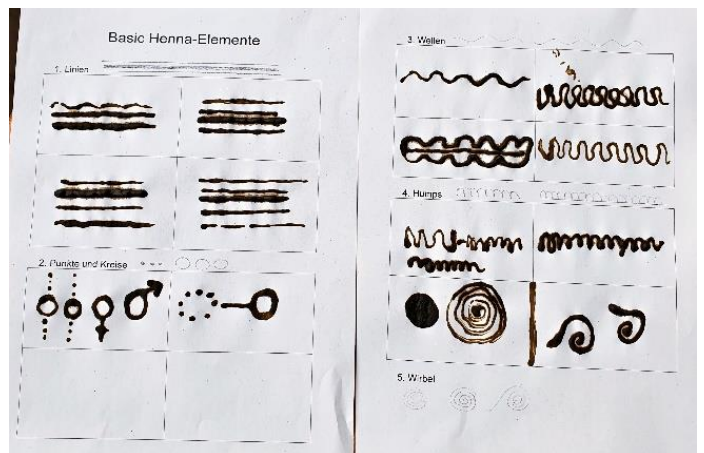 Basic Henna-Elemente
1. Linien
2. Punkte und Kreise
3. Wellen
4. Humps
5. Wirbel